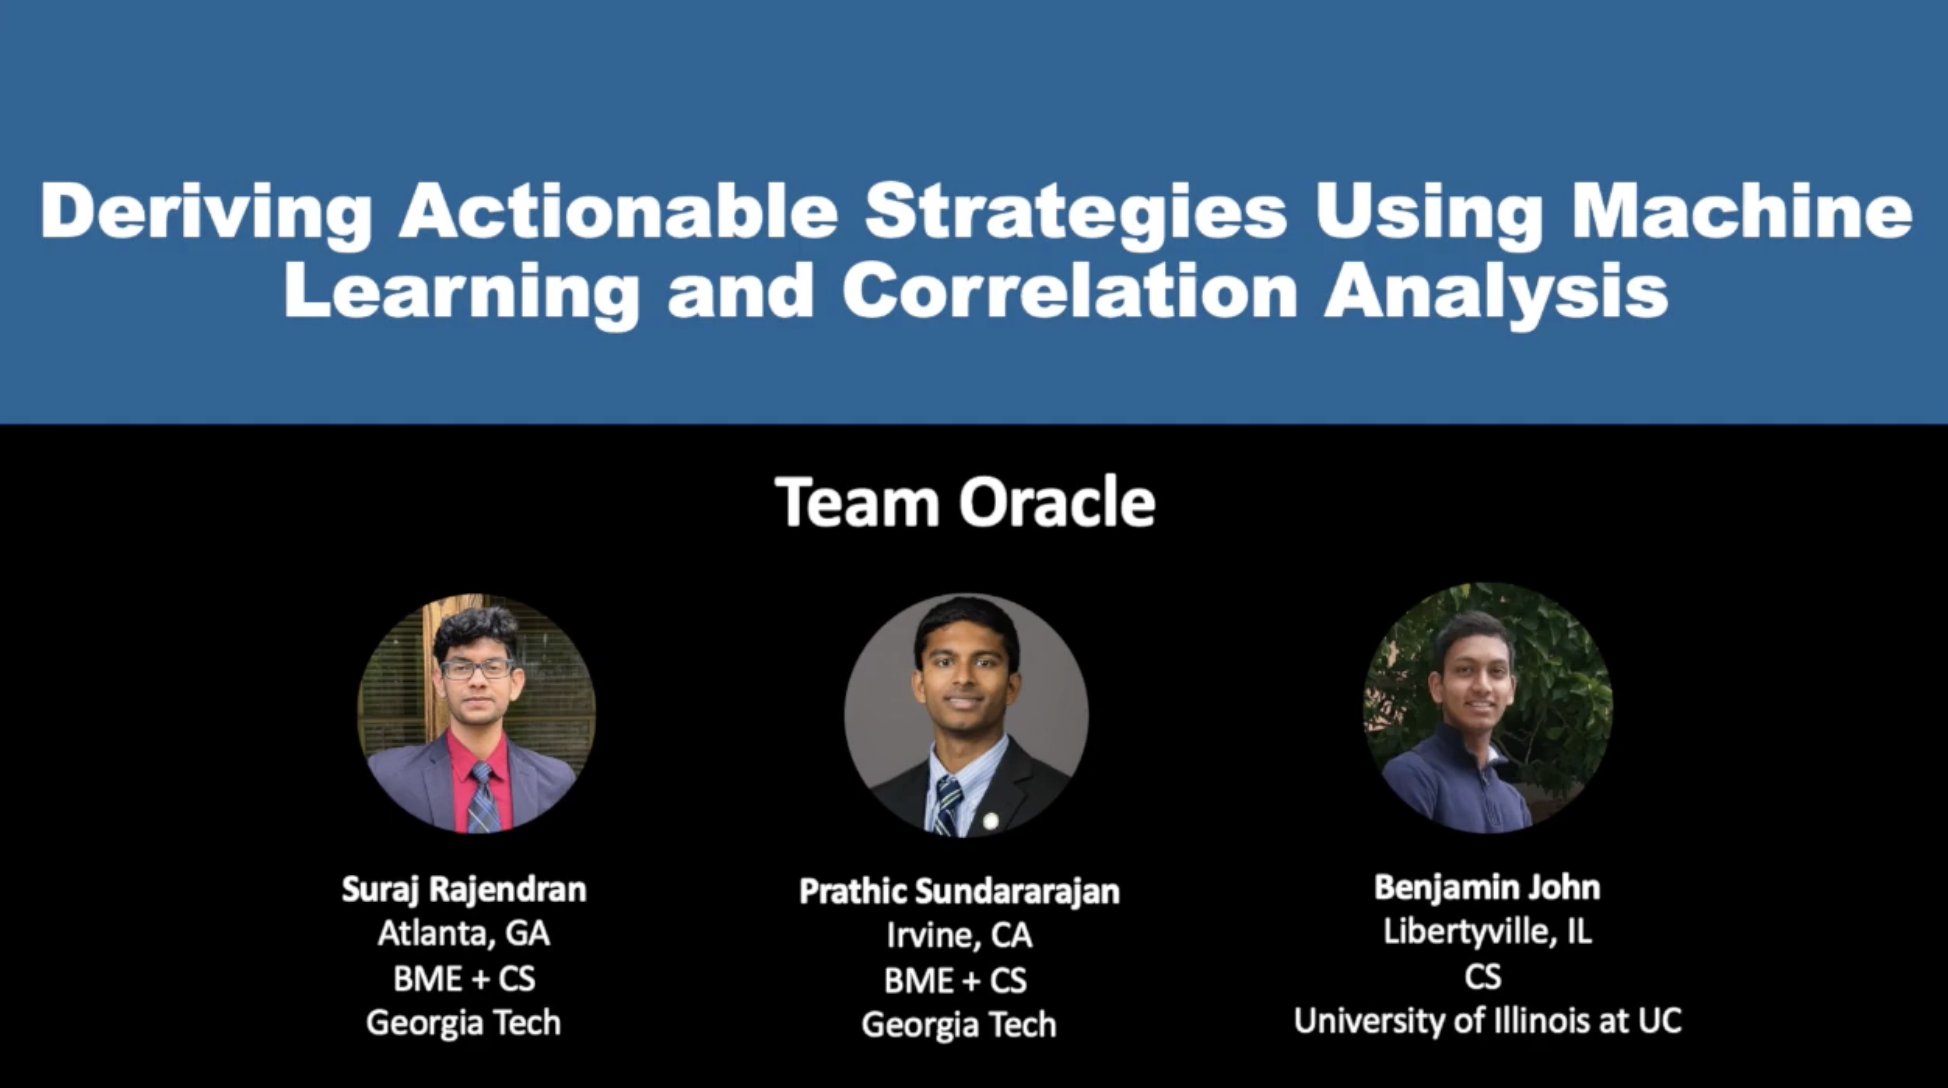 Deriving Actionable Strategies Using Machine
Learning and Correlation Analysis
Team Oracle
Suraj Rajendran
Atlanta, GA
BME + CS
Georgia Tech
Prathic Sundararajan
Irvine, CA
BME + CS
Georgia Tech
Benjamin John
Libertyville, IL
CS
University of Illinois at UC